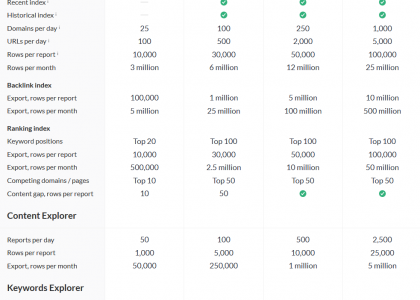 Recent index i
Historical index i
Domains per day i 25 100 250 1,000
URLs per day i 100 500 2,000 5,000
Rows per report i 10,000 30,000 50,000 100,000
Rows per month 3 million 6 million 12 million 25 million
Backlink index
Export, rows per report 100,000 1 million 5 million 10 million
Export, rows per month 5 million 25 million 100 million 500 million
Ranking index
Keyword positions Top 20 Top 100 Top 100 Top 100
Export, rows per report 10,000 30,000 50,000 100,000
Export, rows per month 500,000 2.5 million 10 million 50 million
Competing domains / pages Top 10 Top 50 Top 50 Top 50
Content gap, rows per report 10 50
Content Explorer
Reports per day 50 100 500 2,500
Rows per report 1,000 5,000 10,000 25,000
Export, rows per month 50,000 250,000 1 million 5 million
Keywords Explorer